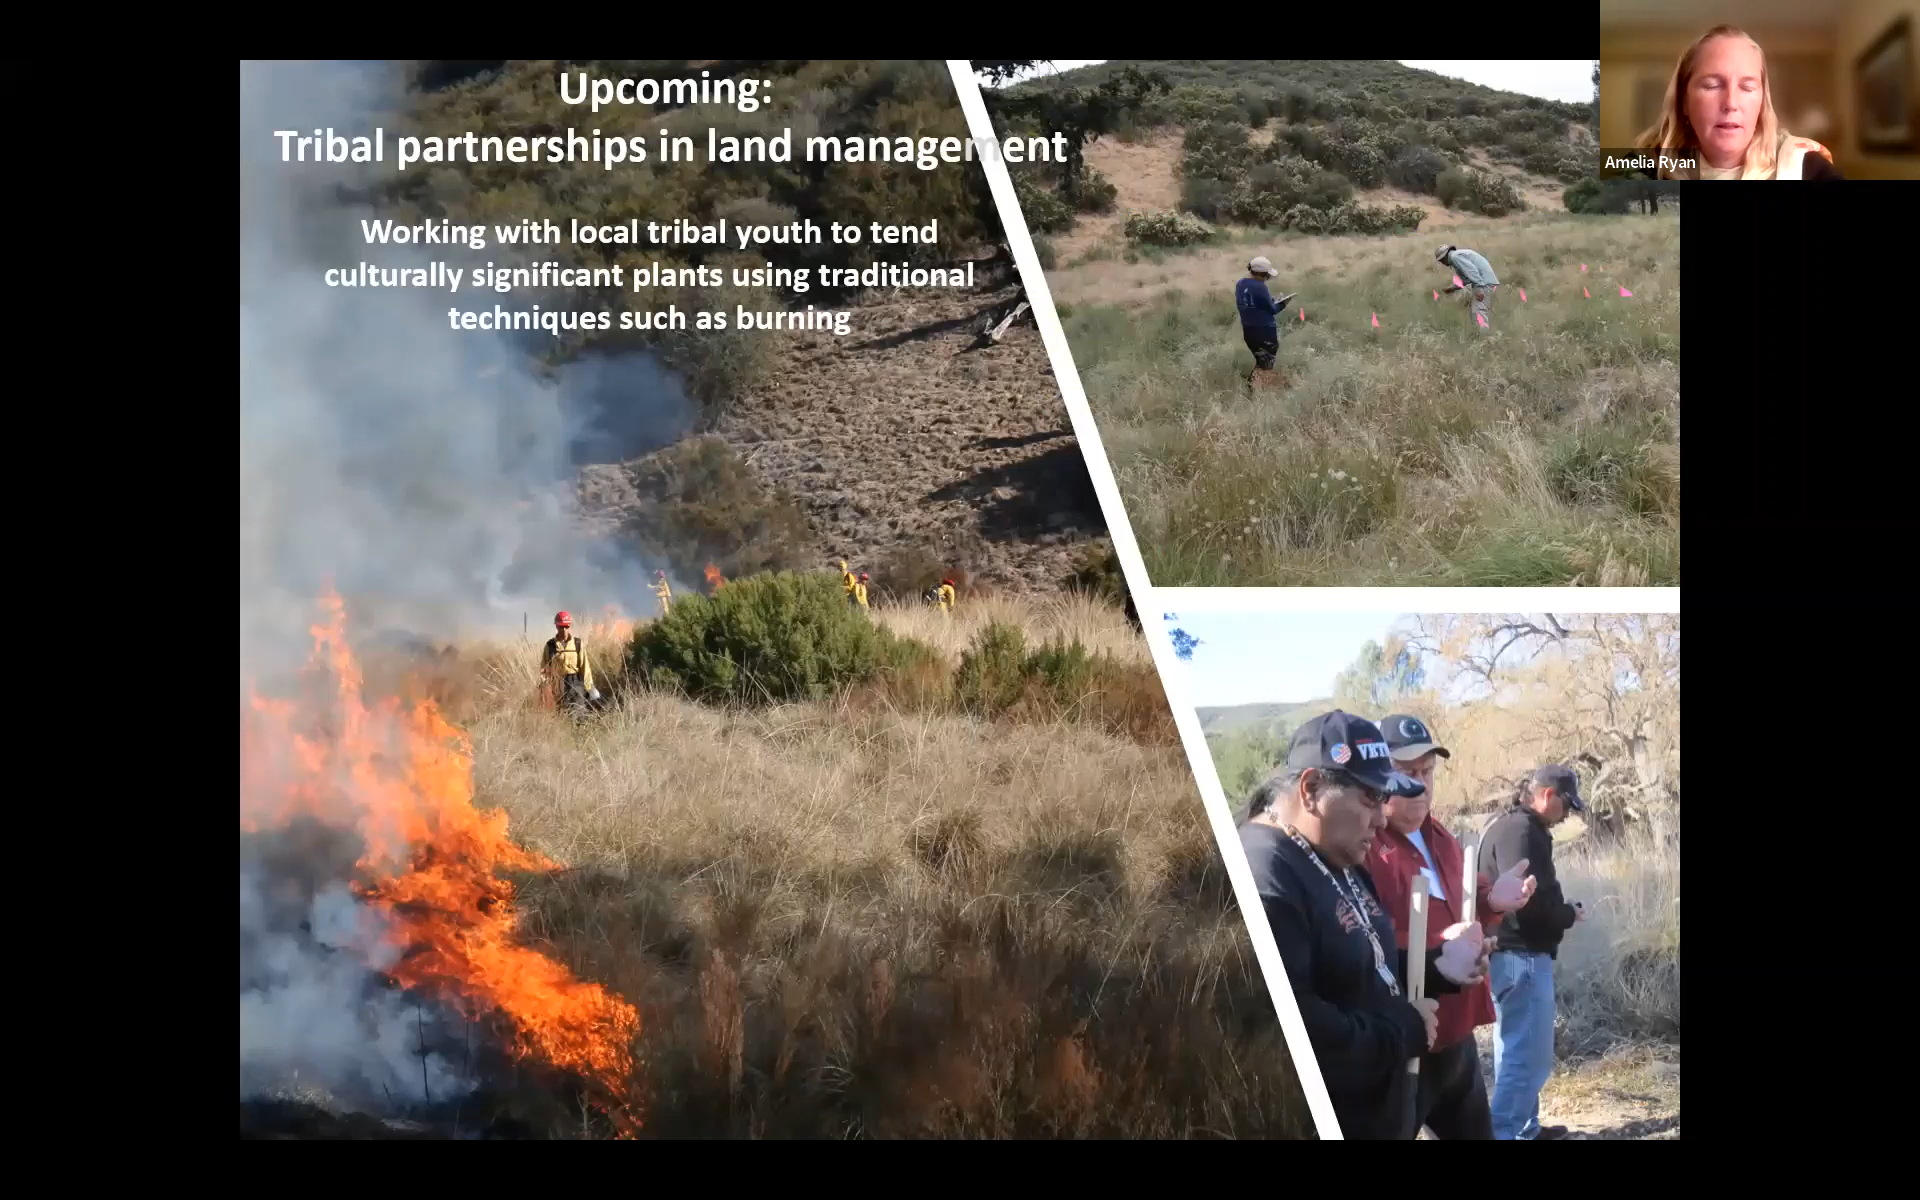 Upcoming:
Tribal partnerships in land management
Working with local tribal youth to tend
culturally significant plants using traditional
techniques such as burning
Amelia Ryan